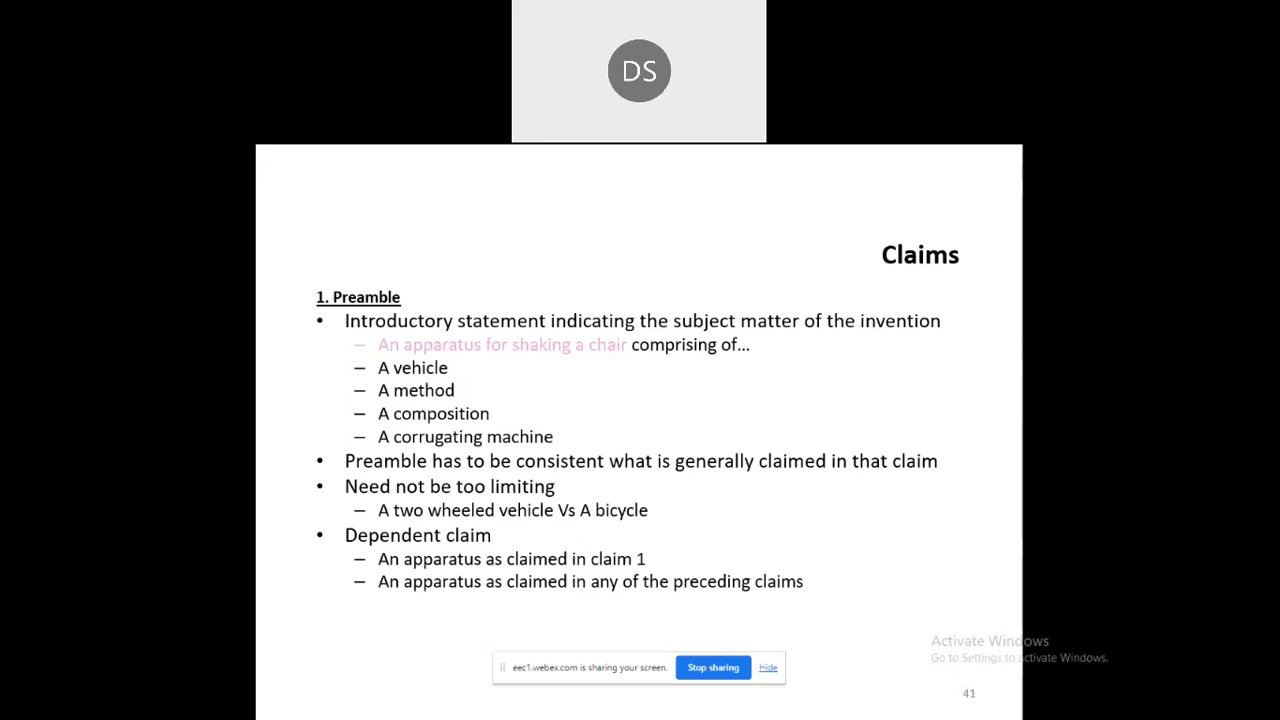 DS
Claims
1. Preamble
• Introductory statement indicating the subject matter of the invention
– An apparatus for shaking a chair comprising of...
– A vehicle
– A method
– A composition
– A corrugating machine
• Preamble has to be consistent what is generally claimed in that claim
• Need not be too limiting
– A two wheeled vehicle Vs A bicycle
• Dependent claim
– An apparatus as claimed in claim 1
– An apparatus as claimed in any of the preceding claims
Activate Windows
Go to Settings to activate Windows.
eec1.webex.com is sharing your screen. Stop sharing Hide
41